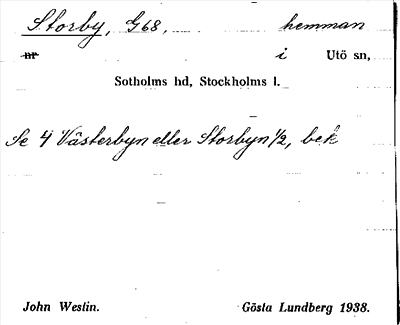 Storby, G68, hemman
nr i Utö sn,
Sotholms hd, Stockholms l.
Se 4 Västerbyn eller Storbyn 1/2, bek
John Westin. Gösta Lundberg 1938.